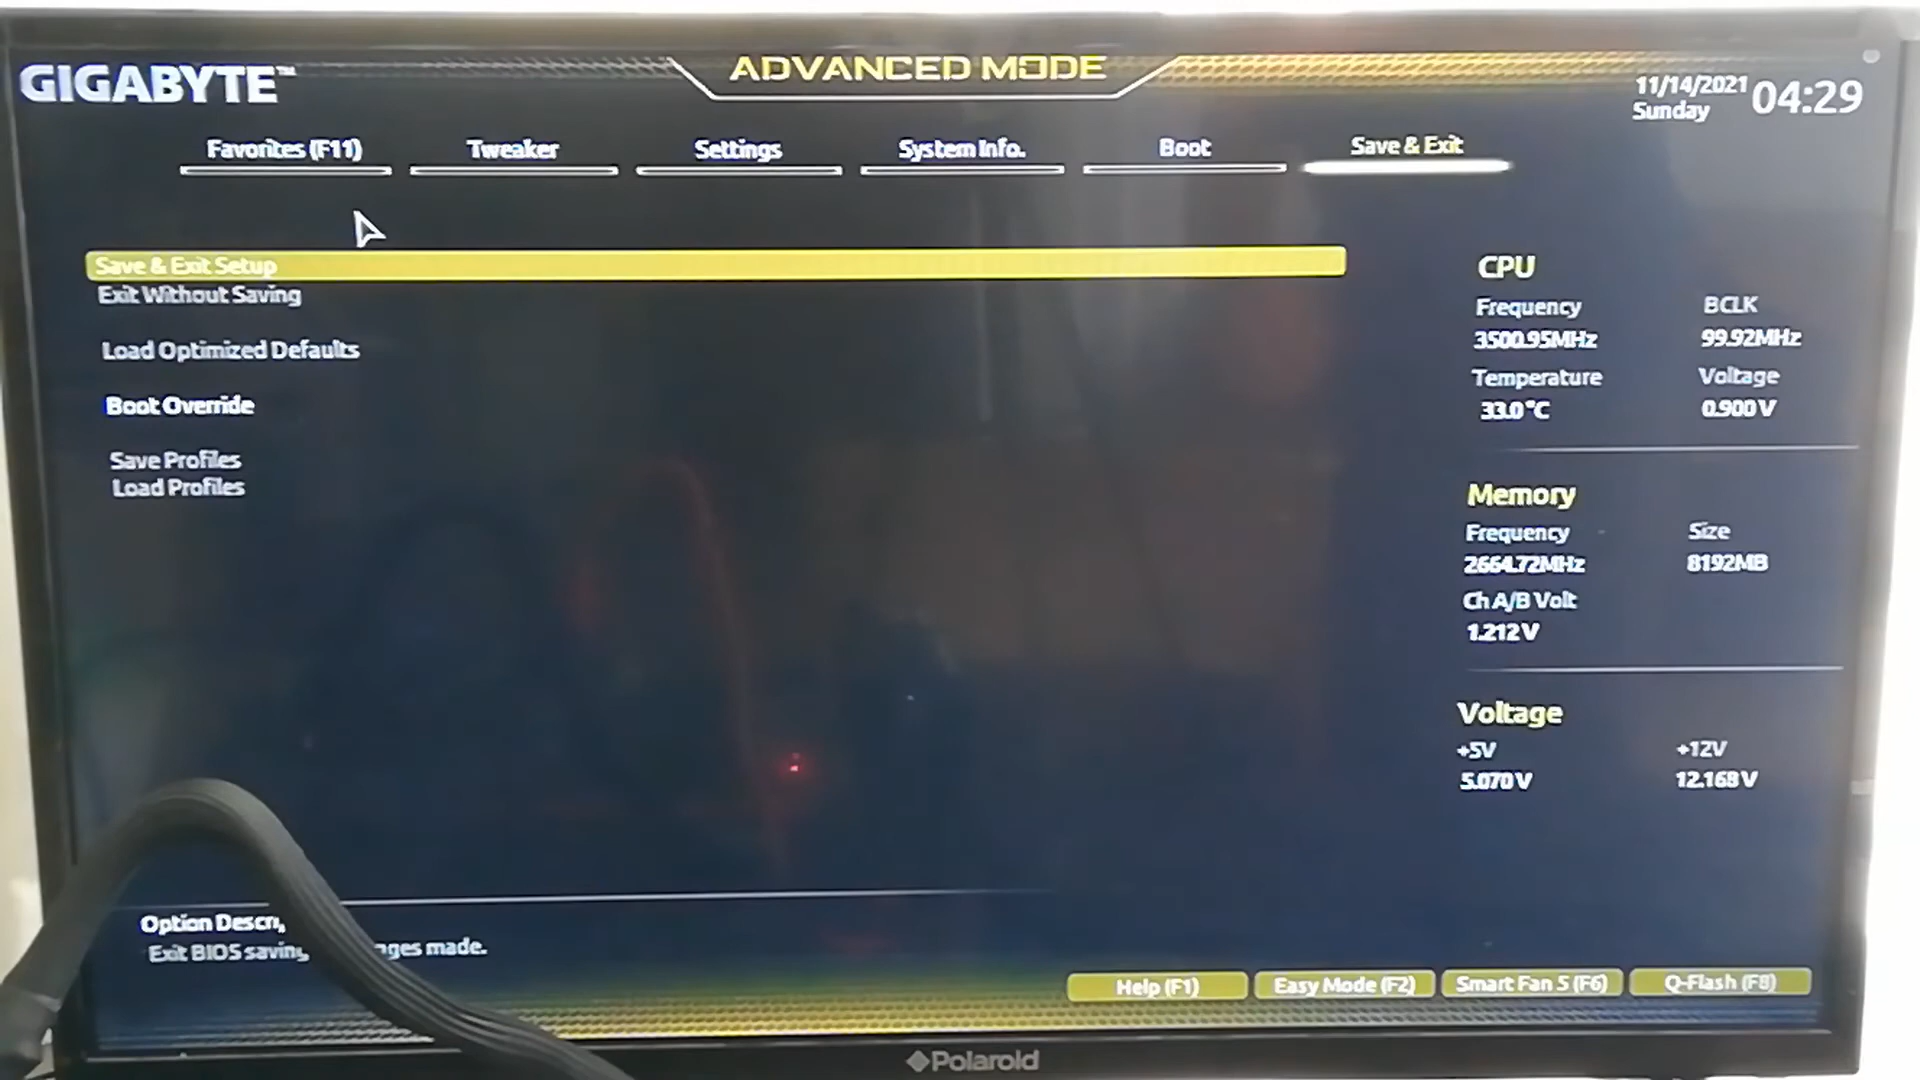 GIGABYTE™
ADVANCED MODE
11/14/2021
Sunday
04:29
Favorites (F11)
Tweaker
Settings
System Info.
Boot
Save & Exit
Save & Exit Setup
Exit Without Saving
Load Optimized Defaults
Boot Override
Save Profiles
Load Profiles
CPU
Frequency BCLK
3500.95MHz 99.92MHz
Temperature Voltage
33.0 °C 0.900 V
Memory
Frequency Size
2664.72MHz 8192MB
Ch A/B Volt
1.212 V
Voltage
+5V +12V
5.070 V 12.168 V
Option
Exit BIOS made.
Help (F1)
Easy Mode (F2)
Smart Fan 5 (F6)
Q-Flash (F8)
Polaroid